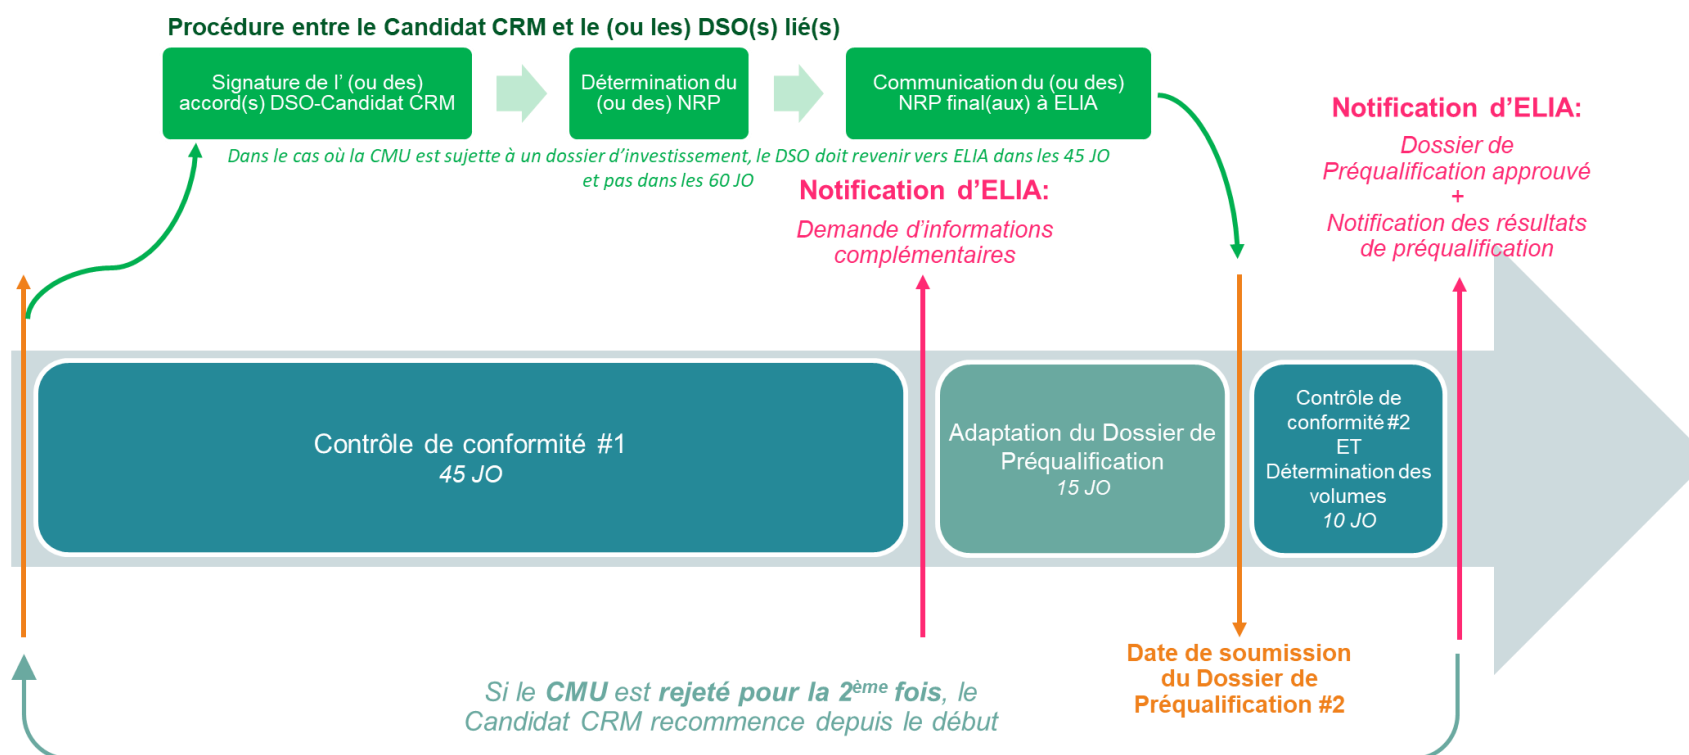 Procédure entre le Candidat CRM et le (ou les) DSO(s) lié(s)
Signature de l’ (ou des)
accord(s) DSO-Candidat CRM
Détermination du
(ou des) NRP
Communication du (ou des)
NRP final(aux) à ELIA
Dans le cas où la CMU est sujette à un dossier d’investissement, le DSO doit revenir vers ELIA dans les 45 JO
et pas dans les 60 JO
Notification d’ELIA:
Demande d’informations
complémentaires
Notification d’ELIA:
Dossier de
Préqualification approuvé
+
Notification des résultats
de préqualification
Contrôle de conformité #1
45 JO
Adaptation du Dossier de
Préqualification
15 JO
Contrôle de
conformité #2
ET
Détermination des
volumes
10 JO
Date de soumission
du Dossier de
Préqualification #2
Si le CMU est rejeté pour la 2ème fois, le
Candidat CRM recommence depuis le début